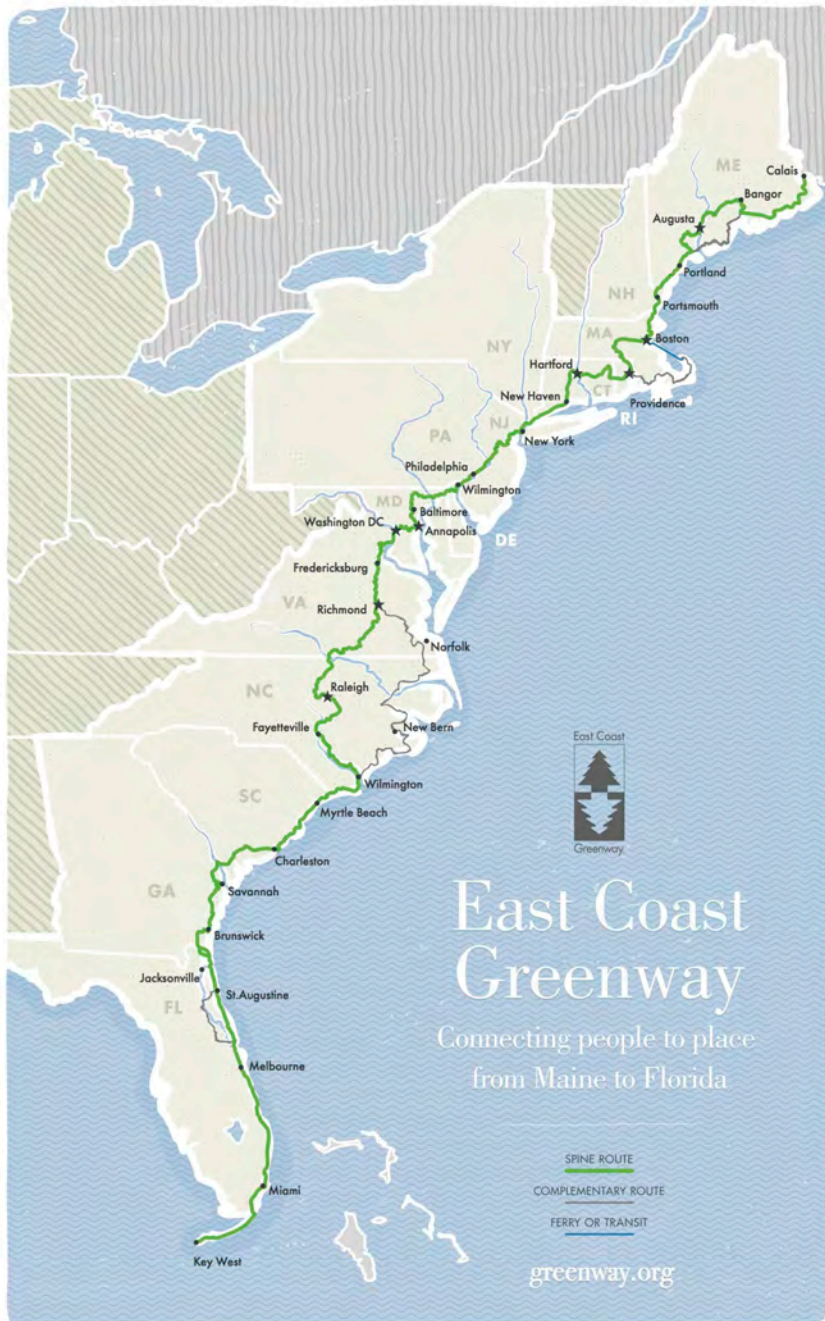 ME
Calais
Bangor
Augusta
Portland
NH
Portsmouth
MA
Boston
NY
Hartford
CT
New Haven
Providence
RI
NJ
New York
PA
Philadelphia
Wilmington
MD
Baltimore
Washington DC
Annapolis
DE
Fredericksburg
VA
Richmond
Norfolk
NC
Raleigh
Fayetteville
New Bern
Wilmington
SC
Myrtle Beach
Charleston
GA
Savannah
Brunswick
Jacksonville
St.Augustine
FL
Melbourne
Miami
Key West
East Coast
Greenway
East Coast
Greenway
Connecting people to place
from Maine to Florida
SPINE ROUTE
COMPLEMENTARY ROUTE
FERRY OR TRANSIT
greenway.org